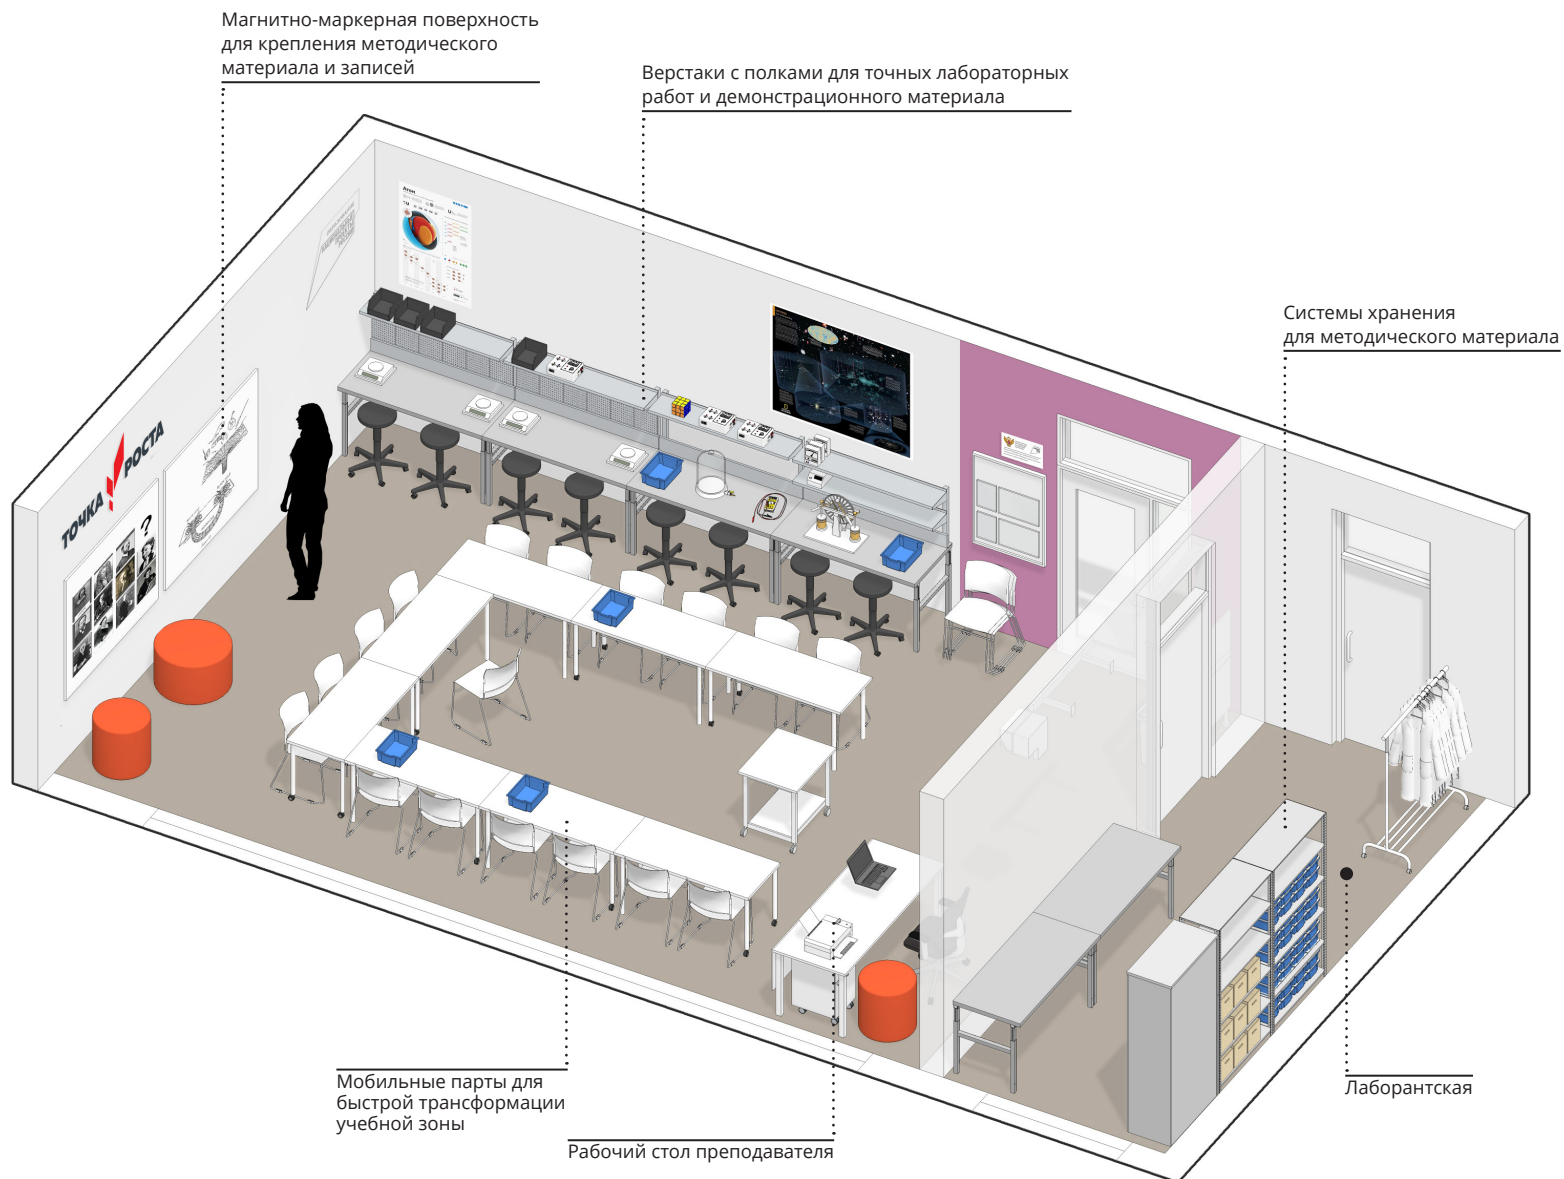 Магнитно-маркерная поверхность
для крепления методического
материала и записей
Верстаки с полками для точных лабораторных
работ и демонстрационного материала
Системы хранения
для методического материала
Атом
ТОЧКА РОСТА
?
Мобильные парты для
быстрой трансформации
учебной зоны
Рабочий стол преподавателя
Лаборантская